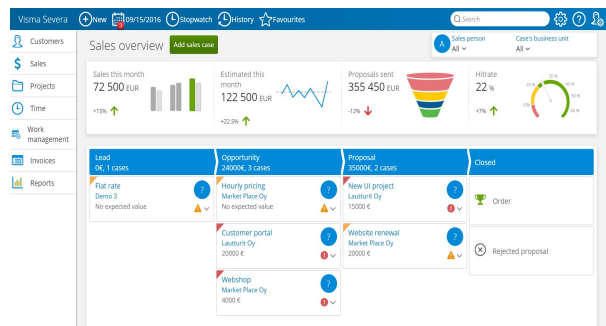 Visma Severa
New
09/15/2016
Stopwatch
History
Favourites
Search
Customers
Sales
Projects
Time
Work
management
Invoices
Reports
Sales overview
Add sales case
A
Sales
person
All
Case's business unit
All
Sales this month
72 500 EUR
+15%
Estimated this
month
122 500 EUR
+22.5%
Proposals sent
355 450 EUR
-12%
Hitrate
22 %
+7%
10%
20 %
30 %
40 %
50 %
Lead
0€, 1 cases
Opportunity
24000€, 3 cases
Proposal
35000€, 2 cases
Closed
Flat rate
Demo 3
No expected value
?
Hourly pricing
Market Place Oy
No expected value
?
New UI project
Lautturit Oy
15000 €
?
Order
Customer portal
Lautturit Oy
20000 €
?
Website renewal
Market Place Oy
20000 €
?
Rejected proposal
Webshop
Market Place Oy
4000 €
?